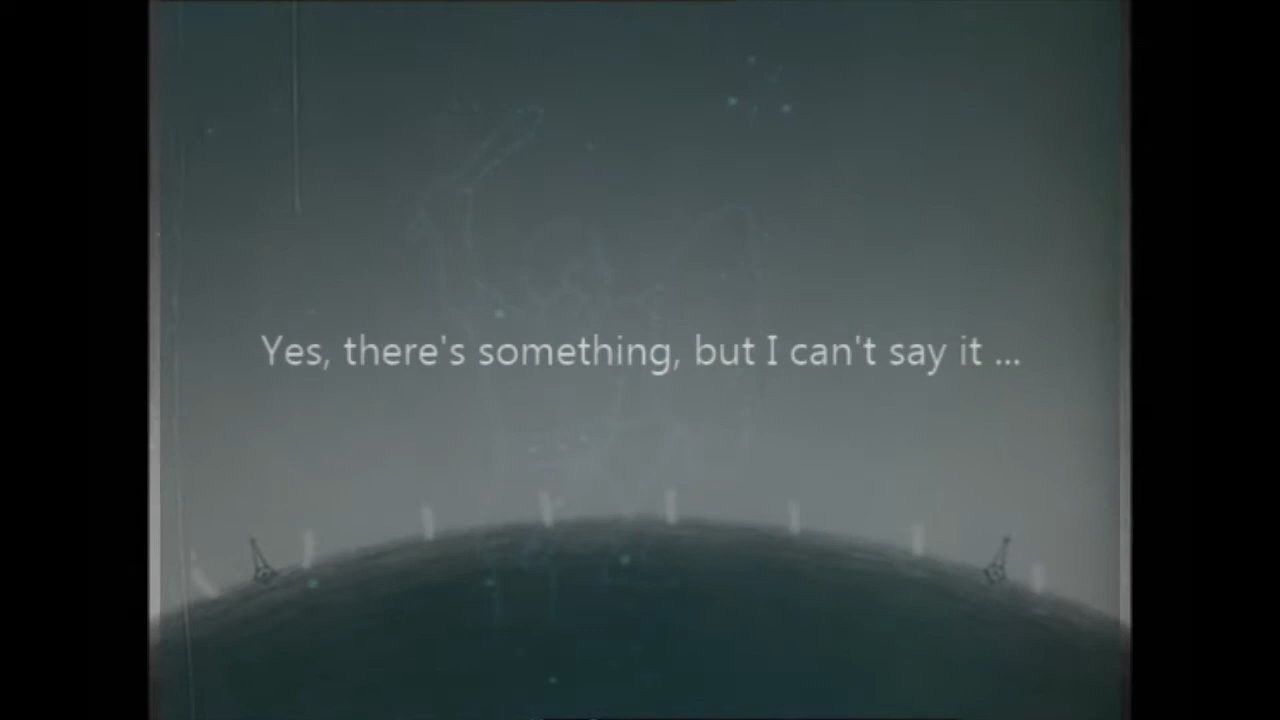 Yes, there's something, but I can't say it ...